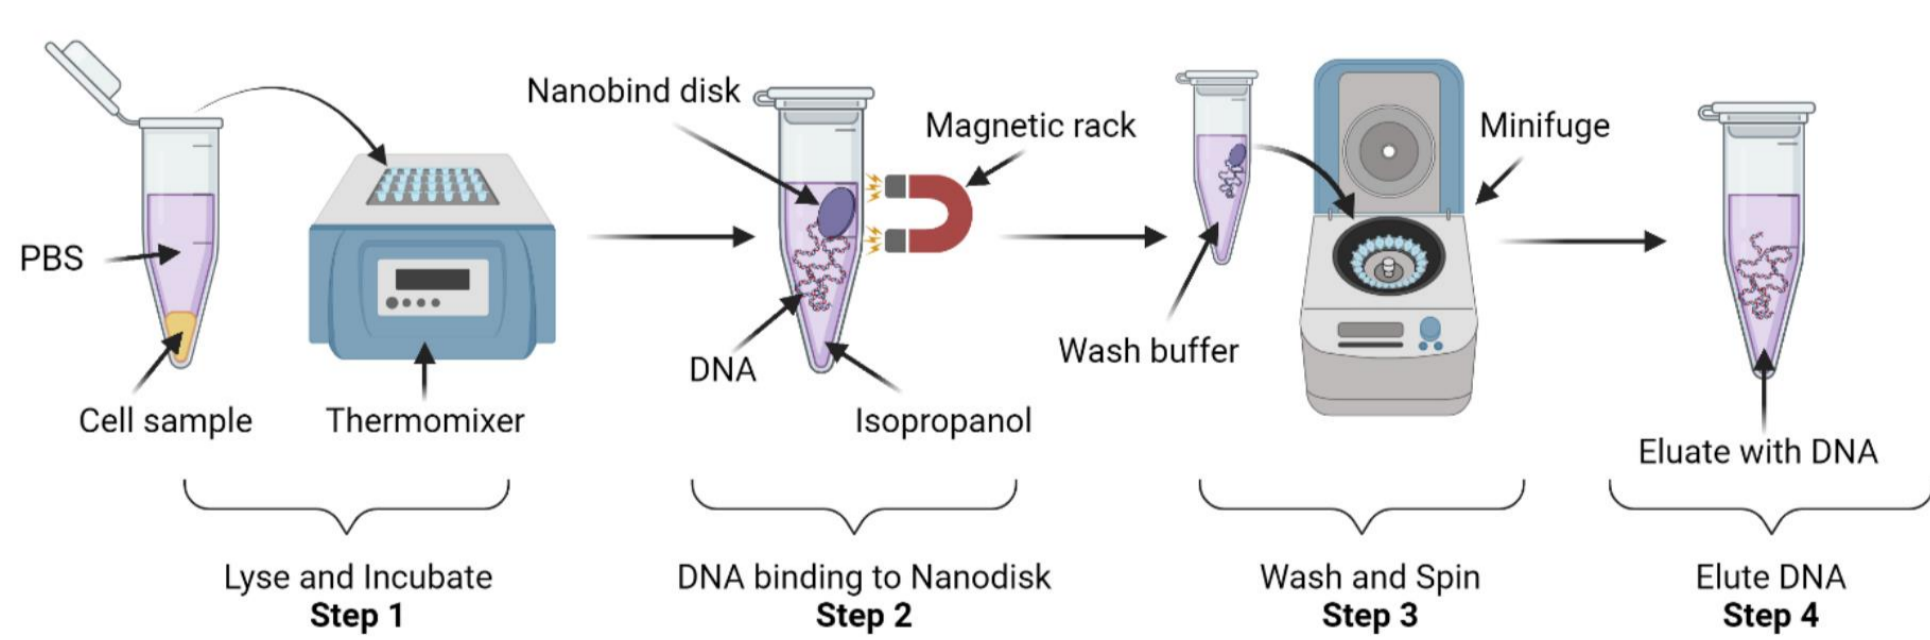 PBS
Cell sample
Thermomixer
Nanobind disk
Magnetic rack
DNA
Isopropanol
Wash buffer
Minifuge
Eluate with DNA
Lyse and Incubate
Step 1
DNA binding to Nanodisk
Step 2
Wash and Spin
Step 3
Elute DNA
Step 4